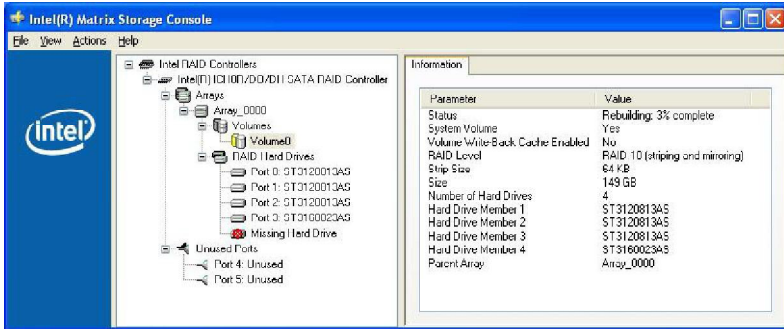 Intel(R) Matrix Storage Console
File View Actions Help
intel
Intel RAID Controllers
Intel(R) ICH8R/DO/DH SATA RAID Controller
Arrays
Array_0000
Volumes
Volume0
RAID Hard Drives
Port 0: ST3120813AS
Port 1: ST3120813AS
Port 2: ST3120813AS
Port 3: ST3160023AS
Missing Hard Drive
Unused Ports
Port 4: Unused
Port 5: Unused
Information
Parameter Value
Status Rebuilding: 3% complete
System Volume Yes
Volume Write-Back Cache Enabled No
RAID Level RAID 10 (striping and mirroring)
Strip Size 64 KB
Size 149 GB
Number of Hard Drives 4
Hard Drive Member 1 ST3120813AS
Hard Drive Member 2 ST3120813AS
Hard Drive Member 3 ST3120813AS
Hard Drive Member 4 ST3160023AS
Parent Array Array_0000